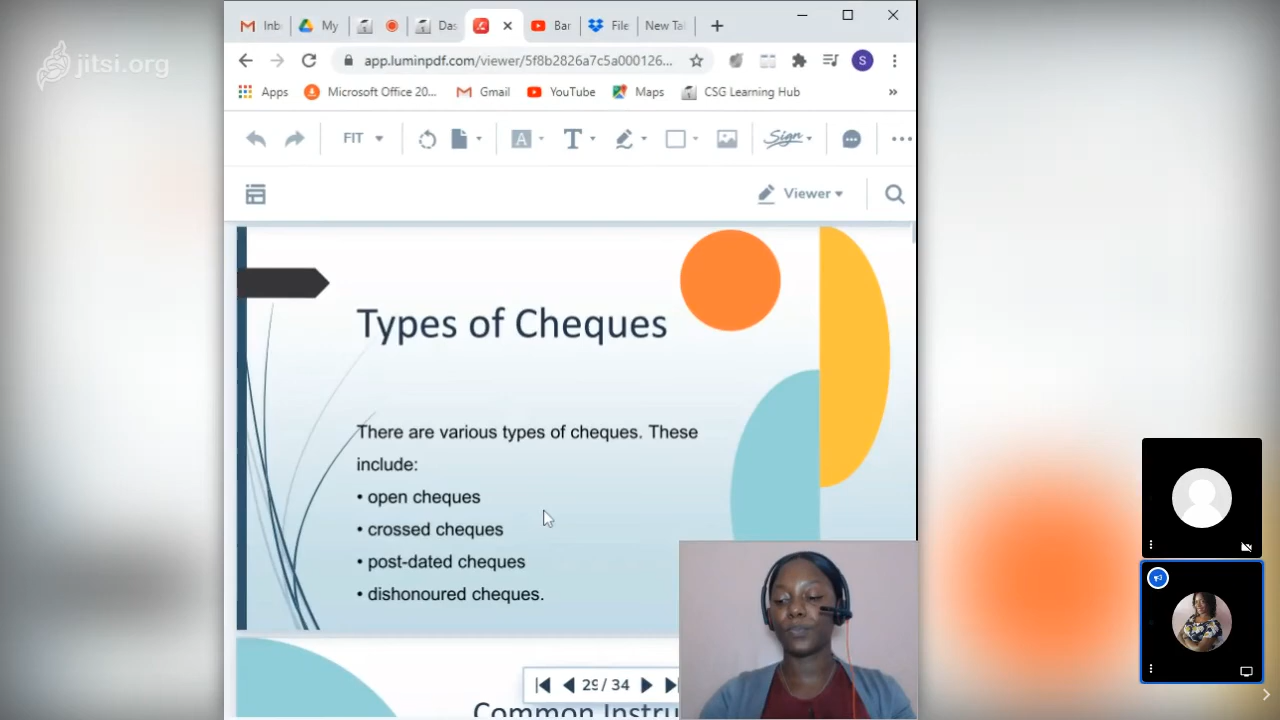 jitsi.org
Inb
My
Das
Bar
File
New Ta
app.luminpdf.com/viewer/5f8b2826a7c5a000126...
S
Apps
Microsoft Office 20...
Gmail
YouTube
Maps
CSG Learning Hub
»
FIT
A
T
Sign
Viewer
Types of Cheques
There are various types of cheques. These
include:
• open cheques
• crossed cheques
• post-dated cheques
• dishonoured cheques.
29 / 34
Common Instru